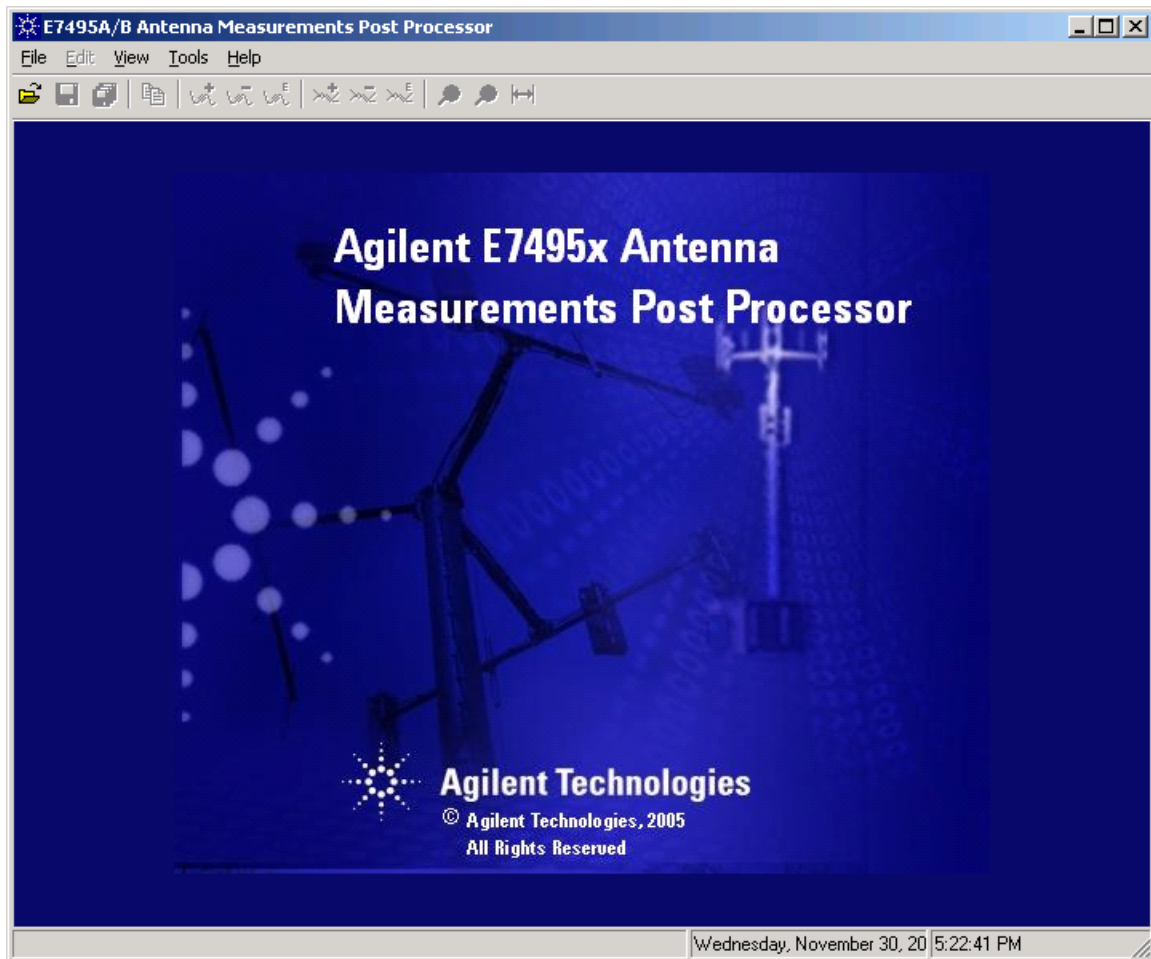 E7495A/B Antenna Measurements Post Processor
File Edit View Tools Help
Agilent E7495x Antenna
Measurements Post Processor
Agilent Technologies
© Agilent Technologies, 2005
All Rights Reserved
Wednesday, November 30, 20 5:22:41 PM